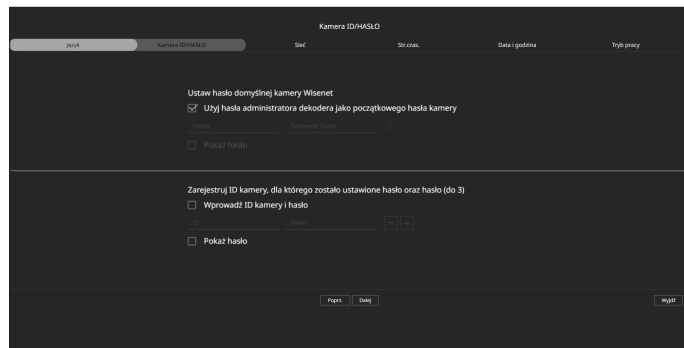 Kamera ID/HASŁO
Język Kamera ID/HASŁO Sieć Str.czas. Data i godzina Tryb pracy
Ustaw hasło domyślnej kamery Wisenet
Użyj hasła administratora dekodera jako początkowego hasła kamery
Hasło Potwierdź hasło
Pokaż hasło
Zarejestruj ID kamery, dla którego zostało ustawione hasło oraz hasło (do 3)
Wprowadź ID kamery i hasło
ID Hasło
Pokaż hasło
Poprz. Dalej Wyjdź